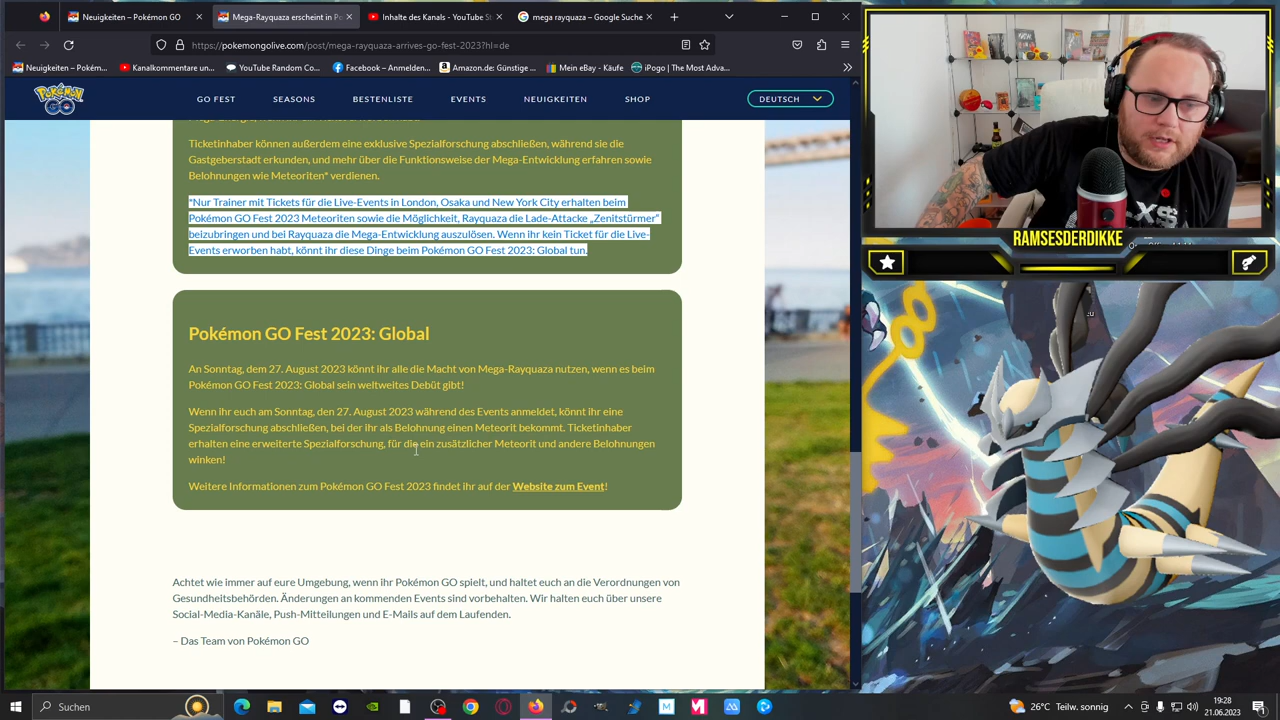 Neuigkeiten – Pokémon GO
Mega-Rayquaza erscheint in Po
Inhalte des Kanals - YouTube St
mega rayquaza – Google Suche
https://pokemongolive.com/post/mega-rayquaza-arrives-go-fest-2023?hl=de
Neuigkeiten – Pokém...
Kanalkommentare un...
YouTube Random Co...
Facebook – Anmelden...
Amazon.de: Günstige ...
Mein eBay - Käufe
iPogo | The Most Adva...
POKÉMON GO
GO FEST
SEASONS
BESTENLISTE
EVENTS
NEUIGKEITEN
SHOP
DEUTSCH
Ticketinhaber können außerdem eine exklusive Spezialforschung abschließen, während sie die
Gastgeberstadt erkunden, und mehr über die Funktionsweise der Mega-Entwicklung erfahren sowie
Belohnungen wie Meteoriten* verdienen.
*Nur Trainer mit Tickets für die Live-Events in London, Osaka und New York City erhalten beim
Pokémon GO Fest 2023 Meteoriten sowie die Möglichkeit, Rayquaza die Lade-Attacke „Zenitstürmer“
beizubringen und bei Rayquaza die Mega-Entwicklung auszulösen. Wenn ihr kein Ticket für die Live-
Events erworben habt, könnt ihr diese Dinge beim Pokémon GO Fest 2023: Global tun.
Pokémon GO Fest 2023: Global
An Sonntag, dem 27. August 2023 könnt ihr alle die Macht von Mega-Rayquaza nutzen, wenn es beim
Pokémon GO Fest 2023: Global sein weltweites Debüt gibt!
Wenn ihr euch am Sonntag, den 27. August 2023 während des Events anmeldet, könnt ihr eine
Spezialforschung abschließen, bei der ihr als Belohnung einen Meteorit bekommt. Ticketinhaber
erhalten eine erweiterte Spezialforschung, für die ein zusätzlicher Meteorit und andere Belohnungen
winken!
Weitere Informationen zum Pokémon GO Fest 2023 findet ihr auf der Website zum Event!
Achtet wie immer auf eure Umgebung, wenn ihr Pokémon GO spielt, und haltet euch an die Verordnungen von
Gesundheitsbehörden. Änderungen an kommenden Events sind vorbehalten. Wir halten euch über unsere
Social-Media-Kanäle, Push-Mitteilungen und E-Mails auf dem Laufenden.
– Das Team von Pokémon GO
RAMSESDERDIKKE
Suchen
26°C Teilw. sonnig
19:28
21.06.2023